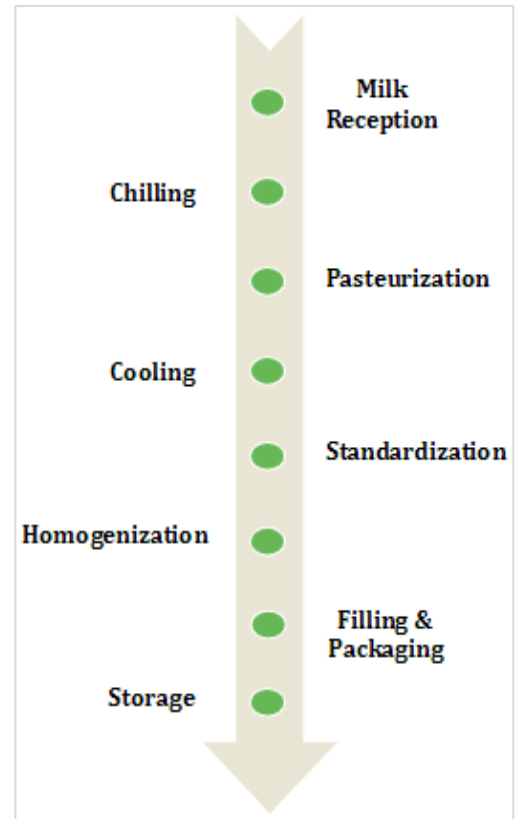 Milk
Reception
Chilling
Pasteurization
Cooling
Standardization
Homogenization
Filling &
Packaging
Storage